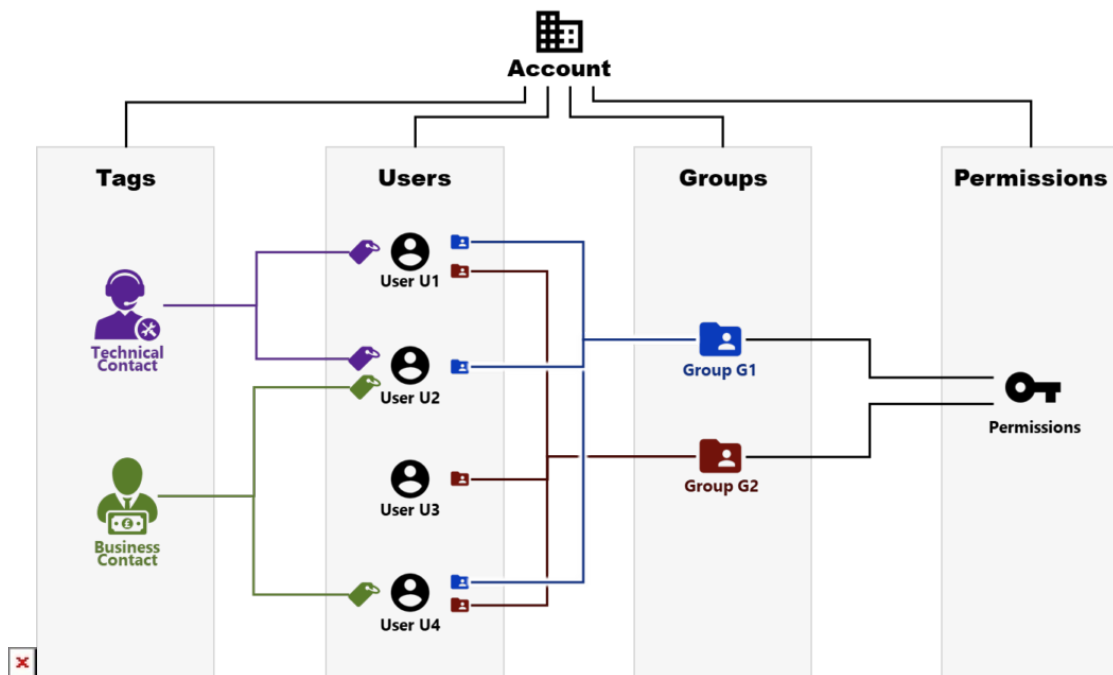 Account
Tags
Users
Groups
Permissions
User U1
Technical
Contact
User U2
Group G1
Permissions
User U3
Group G2
Business
Contact
User U4